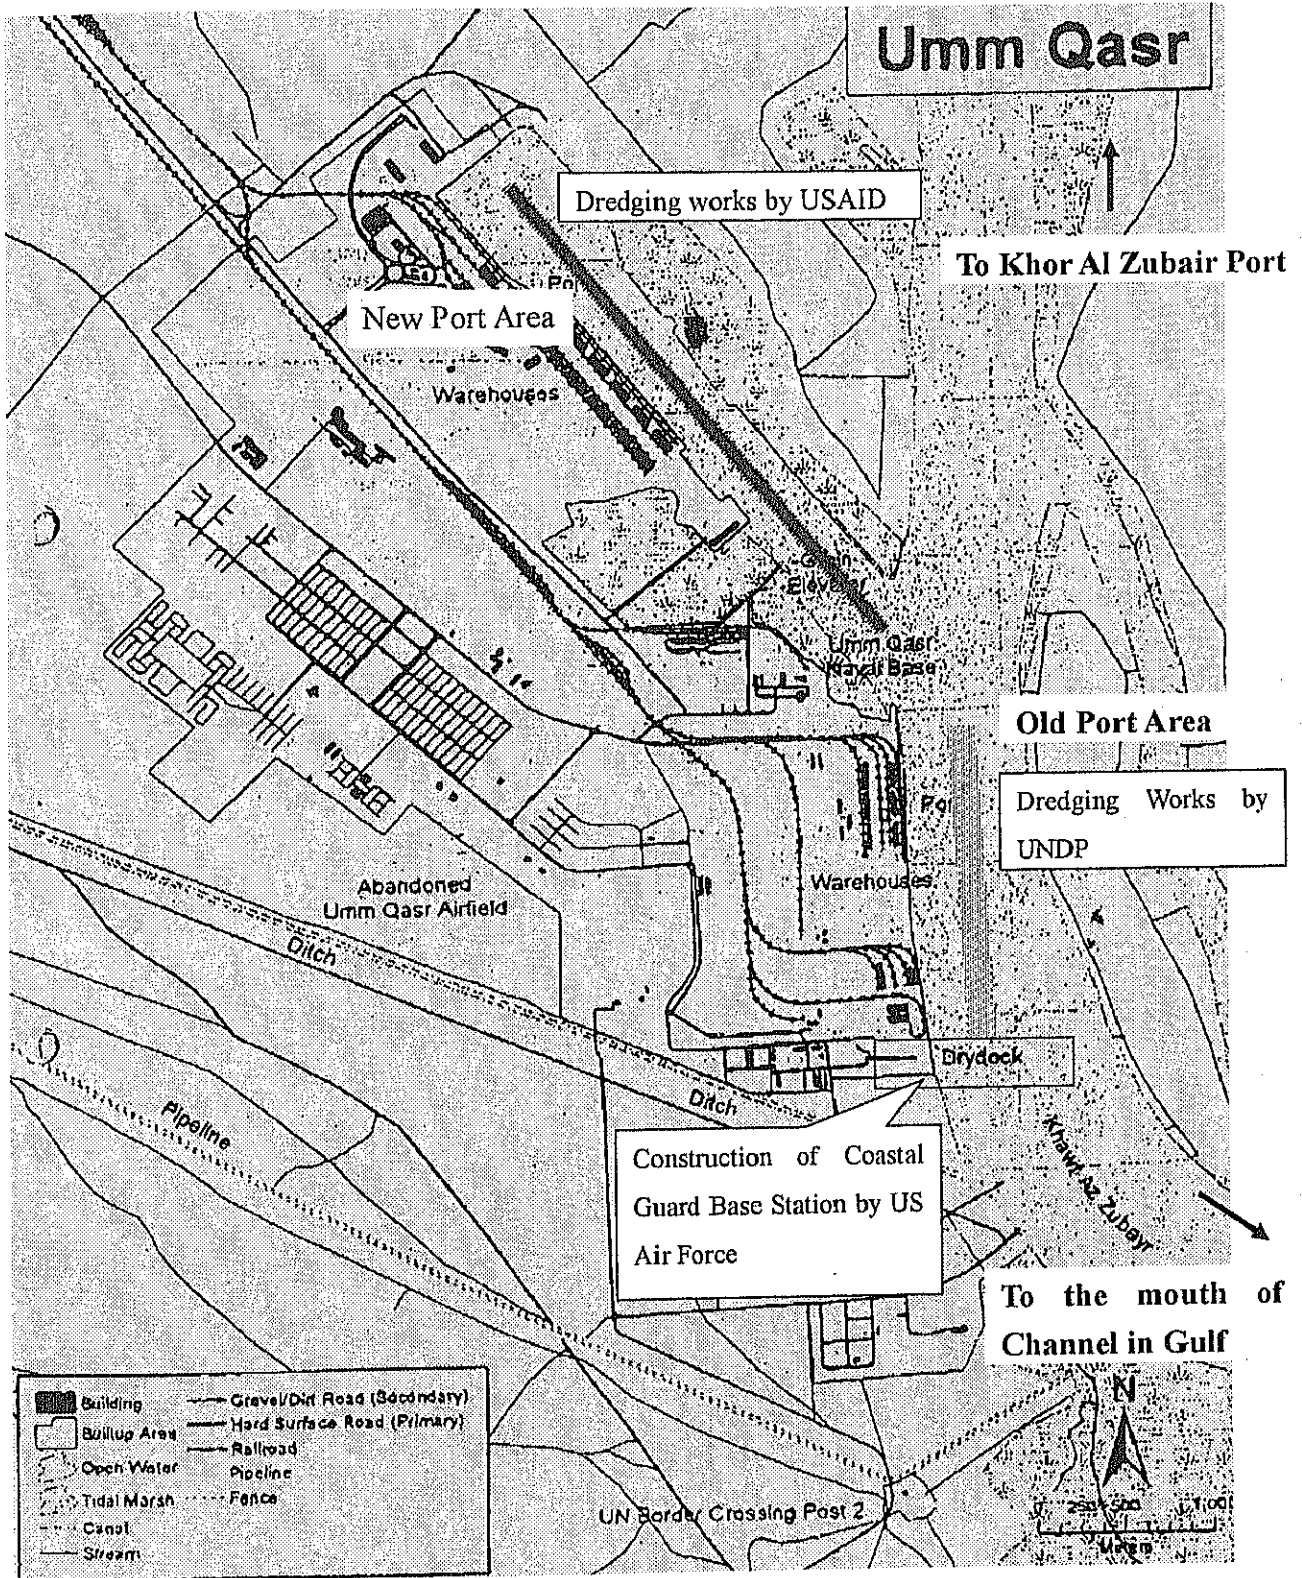 Umm Qasr
Dredging works by USAID
To Khor Al Zubair Port
New Port Area
Warehouses
Umm Qasr
Naval Base
Old Port Area
Dredging Works by
UNDP
Warehouses
Abandoned
Umm Qasr Airfield
Ditch
Drydock
Ditch
Pipeline
Construction of Coastal
Guard Base Station by US
Air Force
Khawr Az Zubayr
To the mouth of
Channel in Gulf
N
Building
Builtup Area
Open Water
Tidal Marsh
Canal
Stream
Gravel/Dirt Road (Secondary)
Hard Surface Road (Primary)
Railroad
Pipeline
Fence
UN Border Crossing Post 2
250 500
Meters